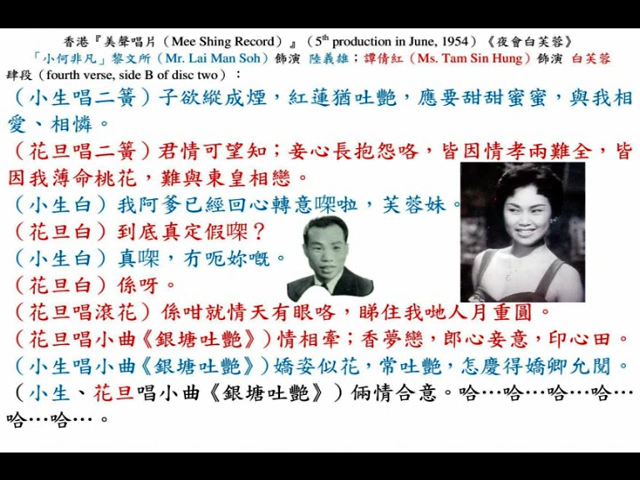 香港『美聲唱片（Mee Shing Record）』（5th production in June, 1954）《夜會白芙蓉》
「小何非凡」黎文所（Mr. Lai Man Soh）飾演 陸義雄；譚倩紅（Ms. Tam Sin Hung）飾演 白芙蓉
肆段（fourth verse, side B of disc two）：
（小生唱二簧）子欲縱成煙，紅蓮猶吐艷，應要甜甜蜜蜜，與我相
愛、相憐。
（花旦唱二簧）君情可望知；妾心長抱怨咯，皆因情孝兩難全，皆
因我薄命桃花，難與東皇相戀。
（小生白）我阿爹已經回心轉意㗎啦，芙蓉妹。
（花旦白）到底真定假㗎？
（小生白）真㗎，冇呃妳嘅。
（花旦白）係呀。
（花旦唱滾花）係咁就情天有眼咯，睇住我哋人月重圓。
（花旦唱小曲《銀塘吐艷》）情相牽；香夢戀，郎心妾意，印心田。
（小生唱小曲《銀塘吐艷》）嬌姿似花，常吐艷，怎慶得嬌卿允閱。
（小生、花旦唱小曲《銀塘吐艷》）倆情合意。哈…哈…哈…哈…
哈…哈…。